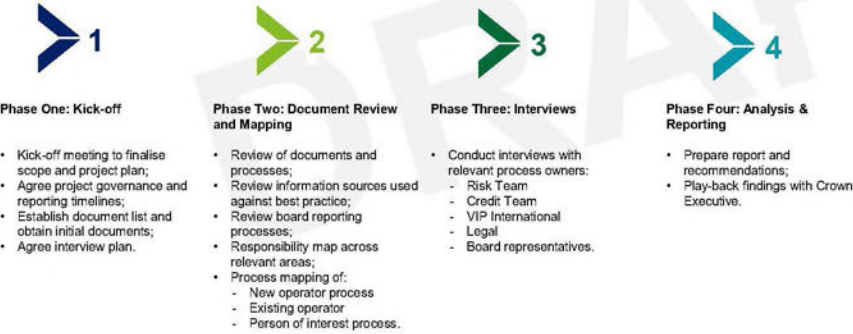 1
2
3
4
Phase One: Kick-off
• Kick-off meeting to finalise
scope and project plan;
• Agree project governance and
reporting timelines;
• Establish document list and
obtain initial documents;
• Agree interview plan.
Phase Two: Document Review
and Mapping
• Review of documents and
processes;
• Review information sources used
against best practice;
• Review board reporting
processes;
• Responsibility map across
relevant areas;
• Process mapping of:
- New operator process
- Existing operator
- Person of interest process.
Phase Three: Interviews
• Conduct interviews with
relevant process owners:
- Risk Team
- Credit Team
- VIP International
- Legal
- Board representatives.
Phase Four: Analysis &
Reporting
• Prepare report and
recommendations;
• Play-back findings with Crown
Executive.
DRAF